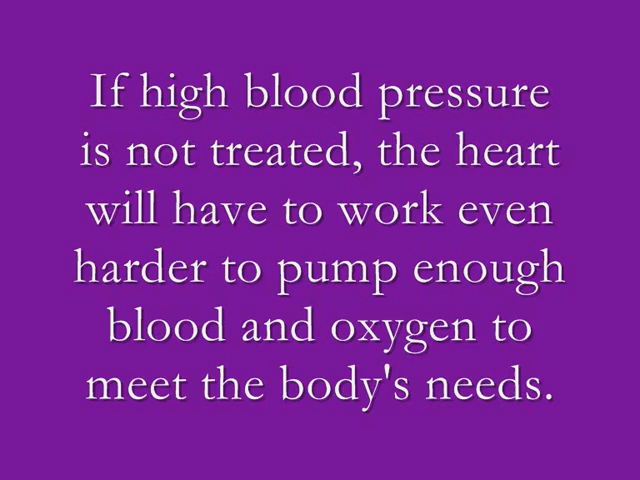 If high blood pressure
is not treated, the heart
will have to work even
harder to pump enough
blood and oxygen to
meet the body's needs.